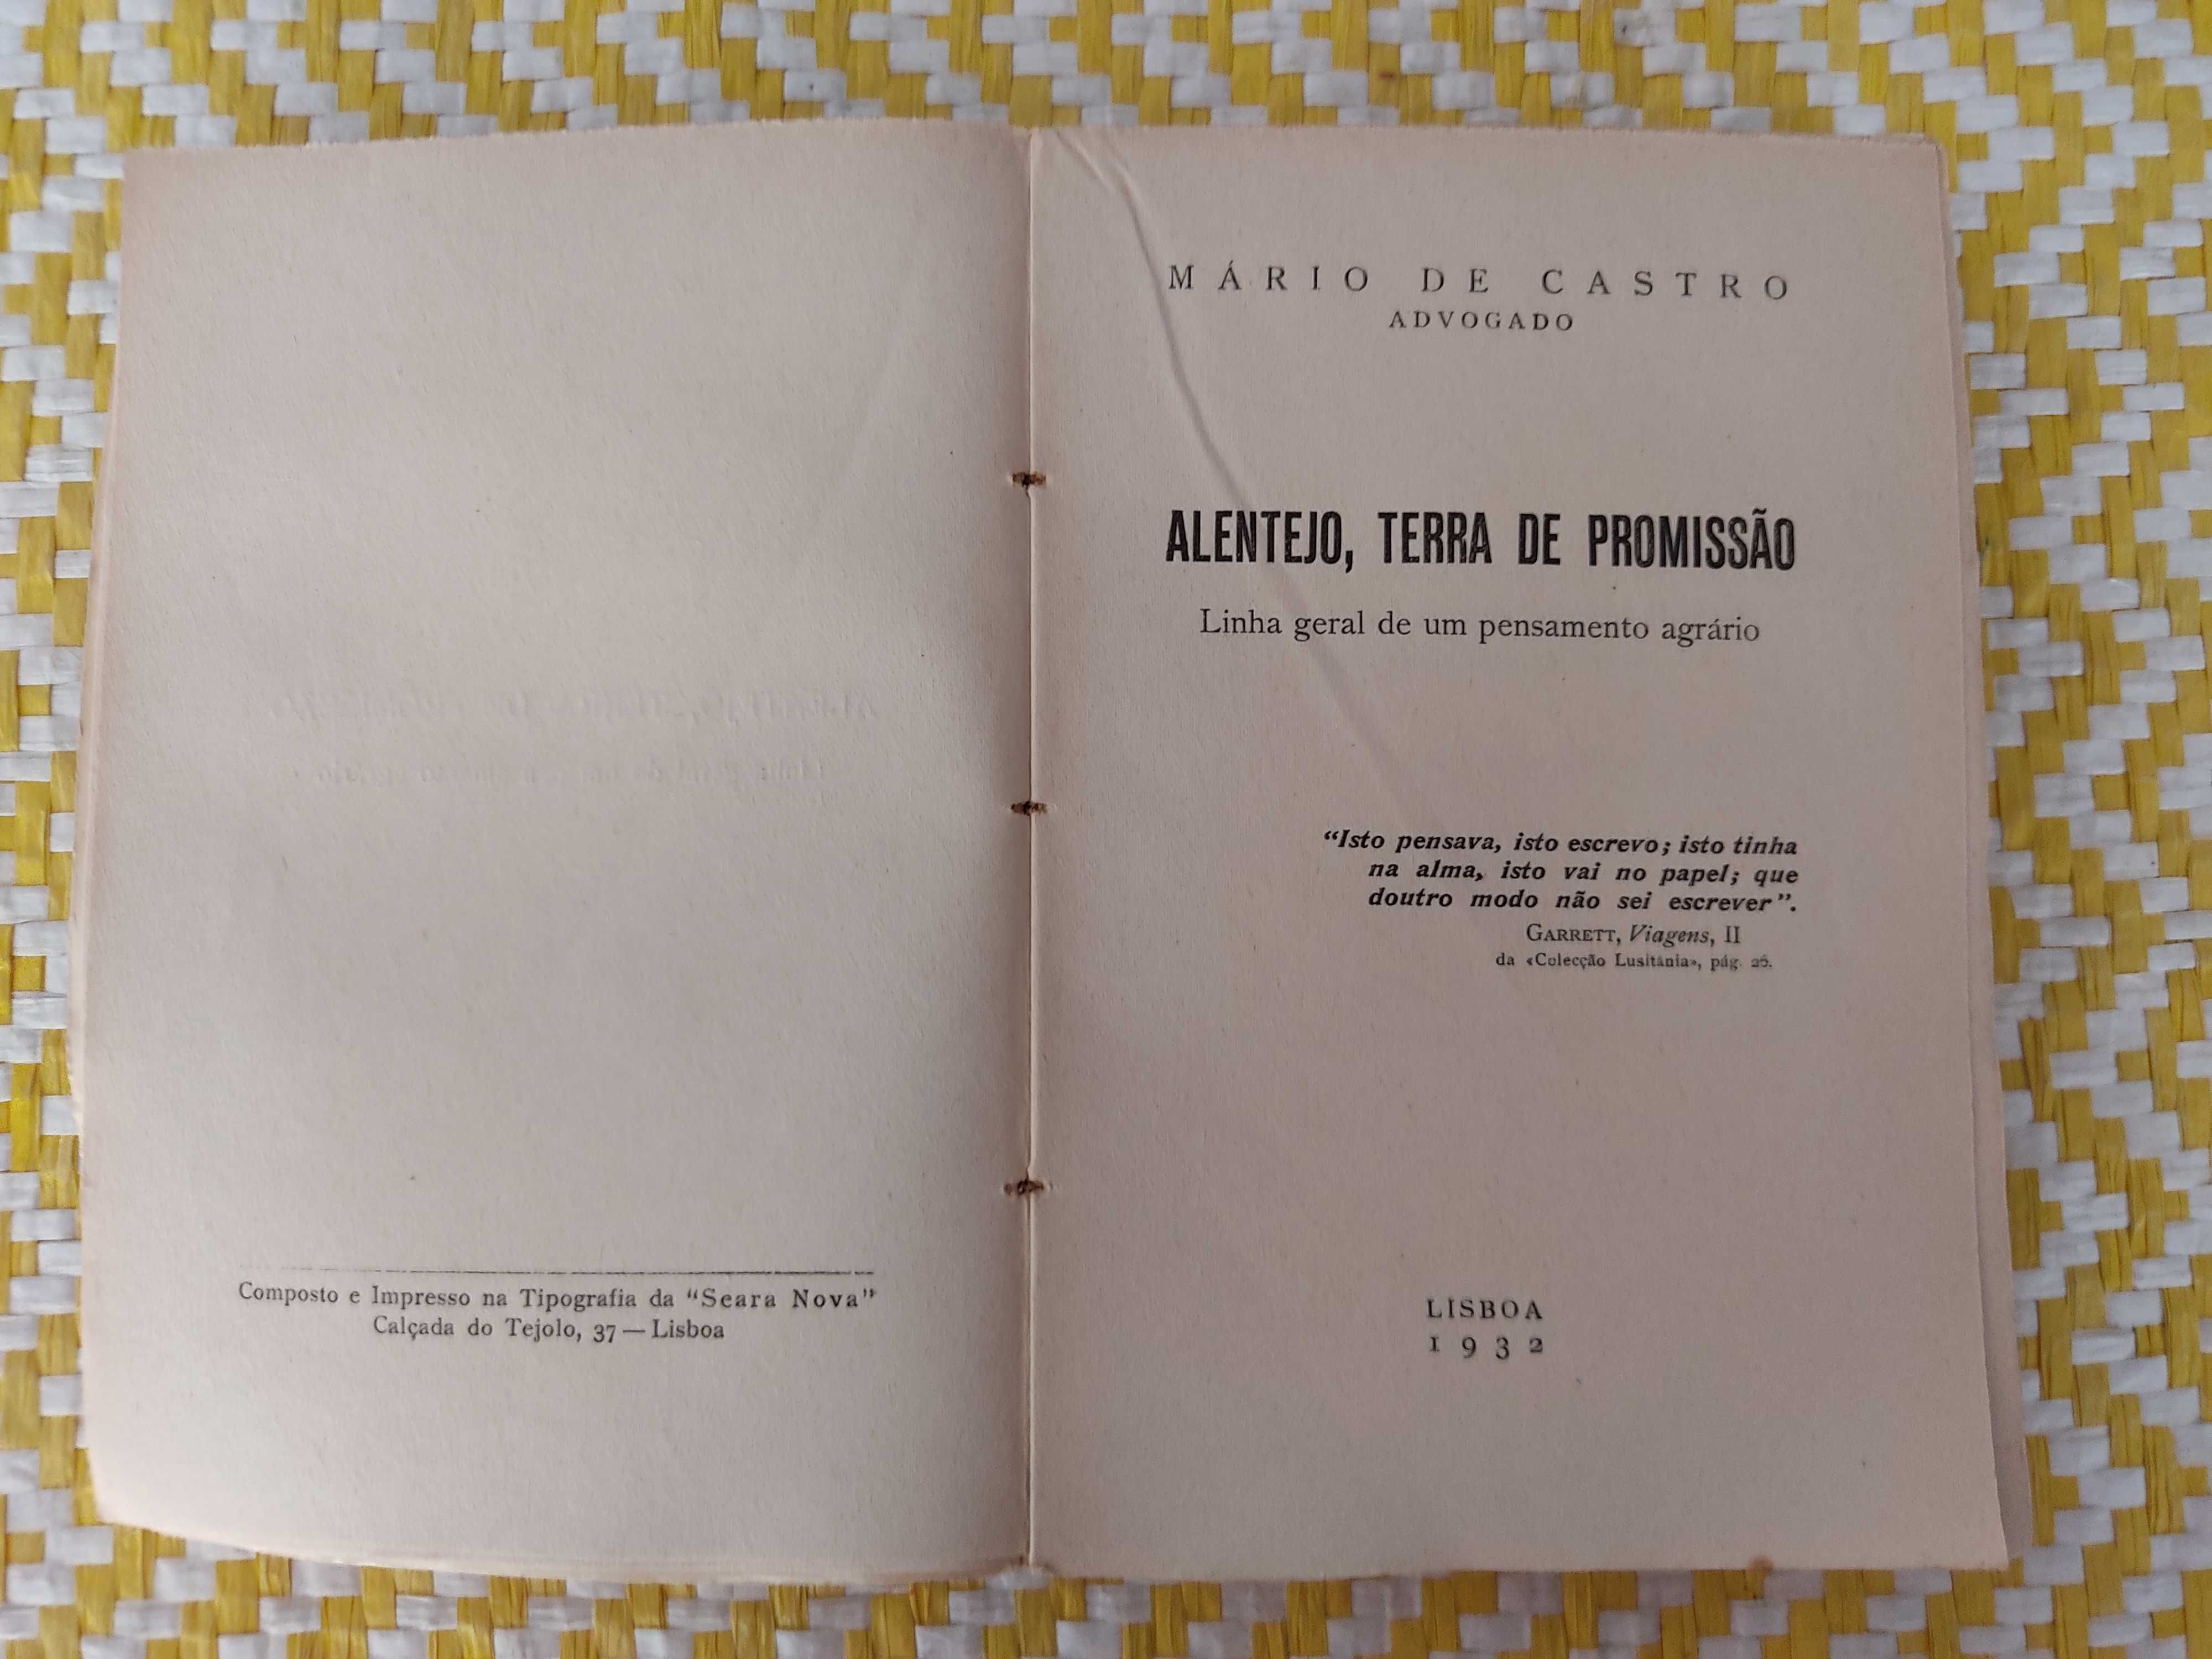 Composto e Impresso na Tipografia da "Seara Nova"
Calçada do Tejolo, 37 — Lisboa
MÁRIO DE CASTRO
ADVOGADO
ALENTEJO, TERRA DE PROMISSÃO
Linha geral de um pensamento agrário
“Isto pensava, isto escrevo; isto tinha
na alma, isto vai no papel; que
doutro modo não sei escrever”.
GARRETT, Viagens, II
da «Colecção Lusitânia», pág. 26.
LISBOA
1932